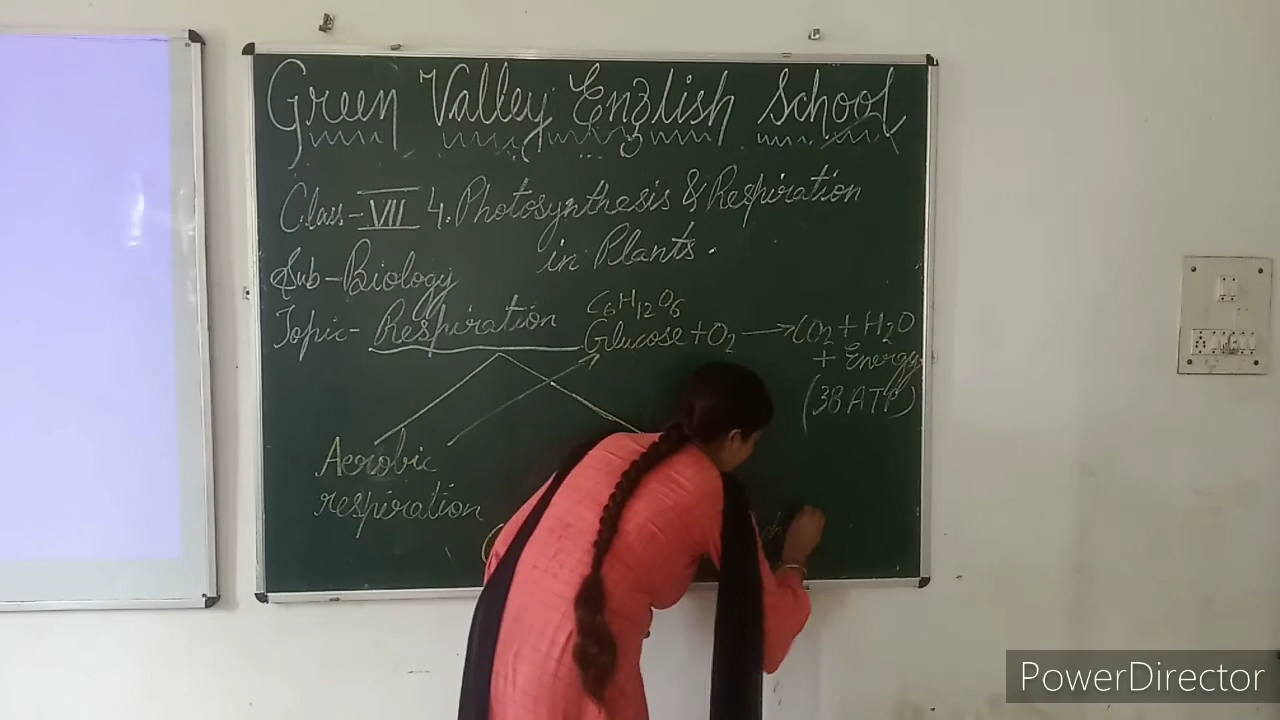 Green Valley English School
Class-VII 4. Photosynthesis & Respiration
in Plants.
Sub-Biology
Topic- Respiration
C6H12O6
Glucose + O2 → CO2 + H2O
+ Energy
(38 ATP)
Aerobic
respiration
PowerDirector